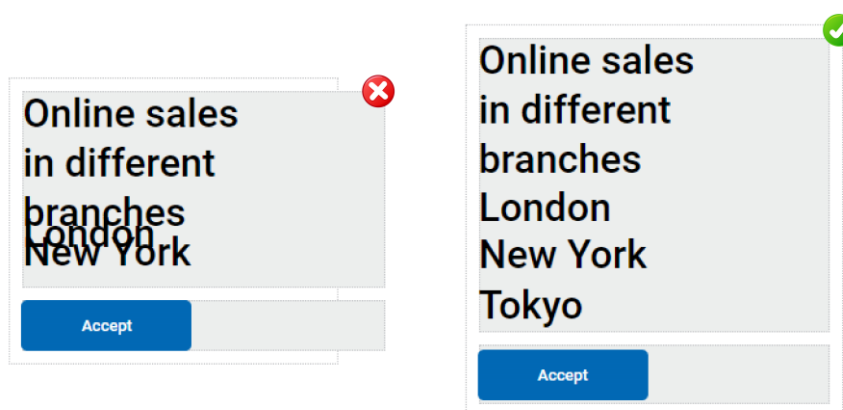 Online sales
in different
branches
London
New York
Accept
Online sales
in different
branches
London
New York
Tokyo
Accept